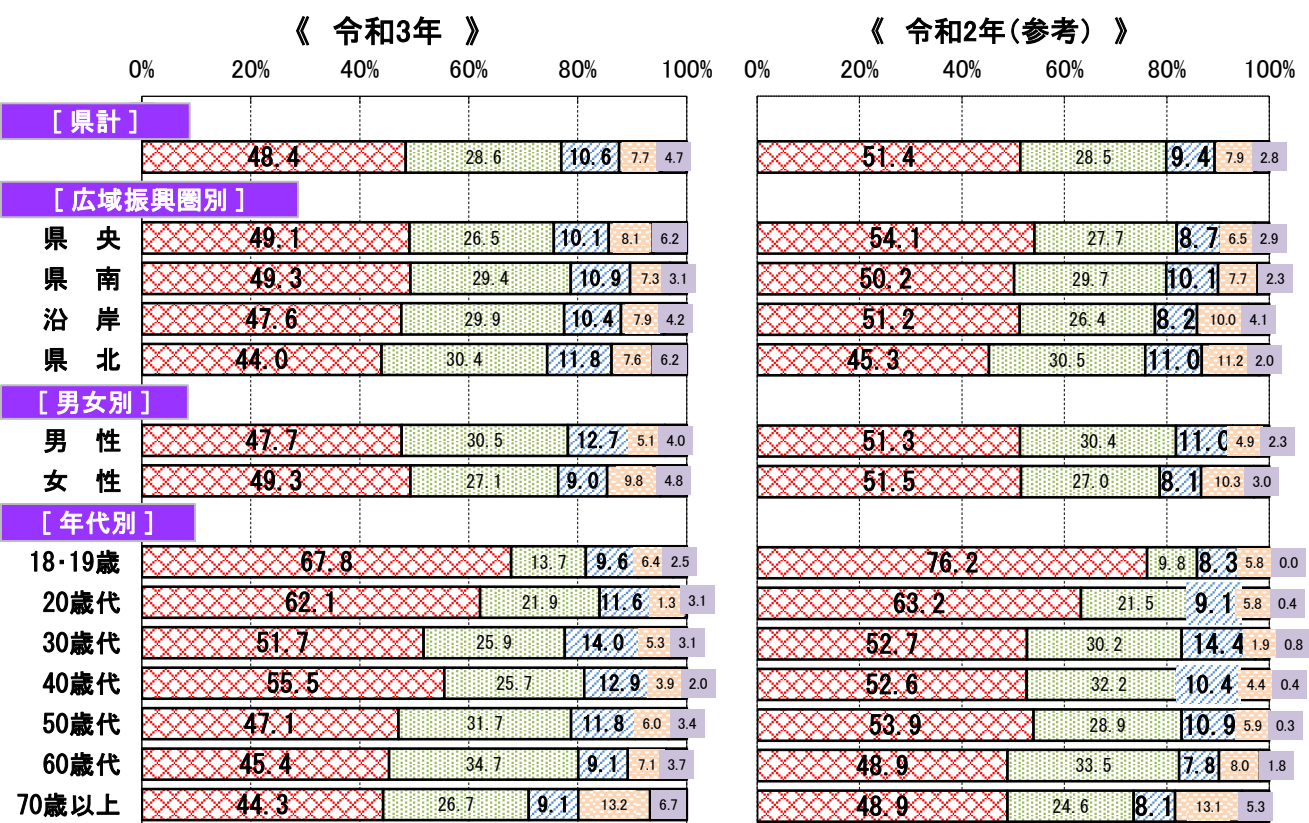 《 令和3年 》 《 令和2年(参考) 》
0% 20% 40% 60% 80% 100% 0% 20% 40% 60% 80% 100%
[ 県計 ]
48.4 28.6 10.6 7.7 4.7 51.4 28.5 9.4 7.9 2.8
[ 広域振興圏別 ]
県 央 49.1 26.5 10.1 8.1 6.2 54.1 27.7 8.7 6.5 2.9
県 南 49.3 29.4 10.9 7.3 3.1 50.2 29.7 10.1 7.7 2.3
沿 岸 47.6 29.9 10.4 7.9 4.2 51.2 26.4 8.2 10.0 4.1
県 北 44.0 30.4 11.8 7.6 6.2 45.3 30.5 11.0 11.2 2.0
[ 男女別 ]
男 性 47.7 30.5 12.7 5.1 4.0 51.3 30.4 11.0 4.9 2.3
女 性 49.3 27.1 9.0 9.8 4.8 51.5 27.0 8.1 10.3 3.0
[ 年代別 ]
18・19歳 67.8 13.7 9.6 6.4 2.5 76.2 9.8 8.3 5.8 0.0
20歳代 62.1 21.9 11.6 1.3 3.1 63.2 21.5 9.1 5.8 0.4
30歳代 51.7 25.9 14.0 5.3 3.1 52.7 30.2 14.4 1.9 0.8
40歳代 55.5 25.7 12.9 3.9 2.0 52.6 32.2 10.4 4.4 0.4
50歳代 47.1 31.7 11.8 6.0 3.4 53.9 28.9 10.9 5.9 0.3
60歳代 45.4 34.7 9.1 7.1 3.7 48.9 33.5 7.8 8.0 1.8
70歳以上 44.3 26.7 9.1 13.2 6.7 48.9 24.6 8.1 13.1 5.3